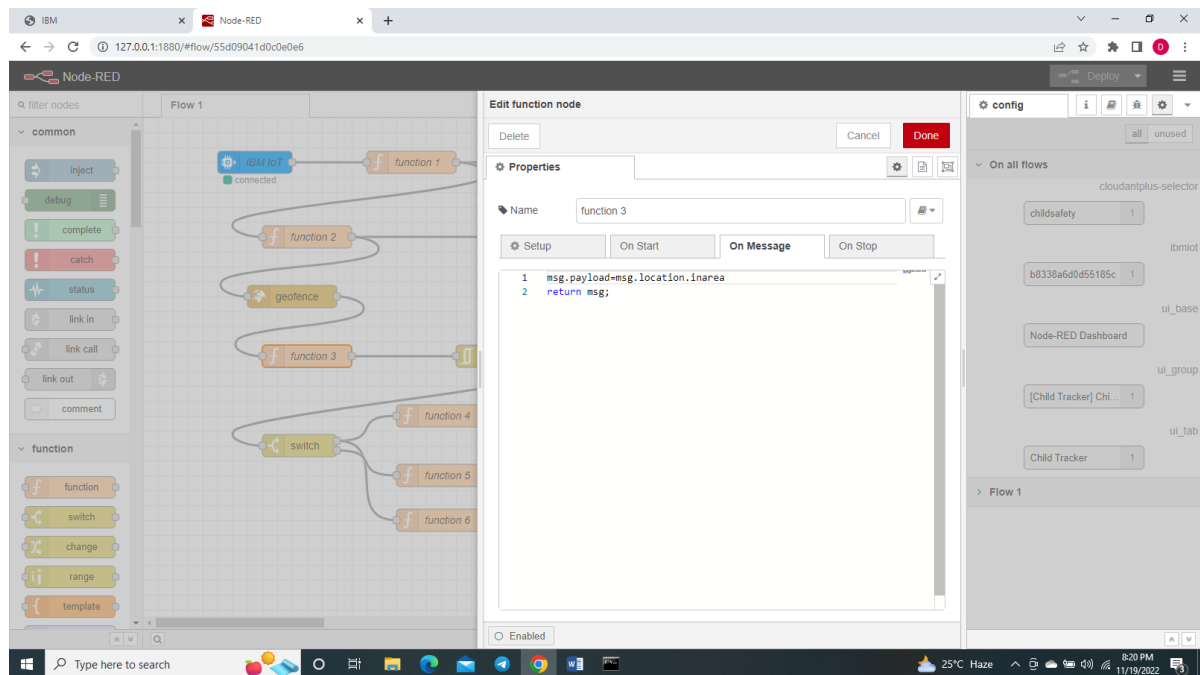 IBM
Node-RED
127.0.0.1:1880/#flow/55d09041d0c0e0e6
D
Node-RED
Deploy
filter nodes
common
inject
debug
complete
catch
status
link in
link call
link out
comment
function
function
switch
change
range
template
Flow 1
IBM IoT
connected
function 1
function 2
geofence
function 3
switch
function 4
function 5
function 6
Edit function node
Delete
Cancel
Done
Properties
Name
function 3
Setup
On Start
On Message
On Stop
1 msg.payload=msg.location.inarea
2 return msg;
Enabled
config
all
unused
On all flows
cloudantplus-selector
childsafety 1
ibmiot
b8338a6d0d55185c 1
ui_base
Node-RED Dashboard
ui_group
[Child Tracker] Chi... 1
ui_tab
Child Tracker 1
Flow 1
Type here to search
25°C Haze
8:20 PM
11/19/2022
3